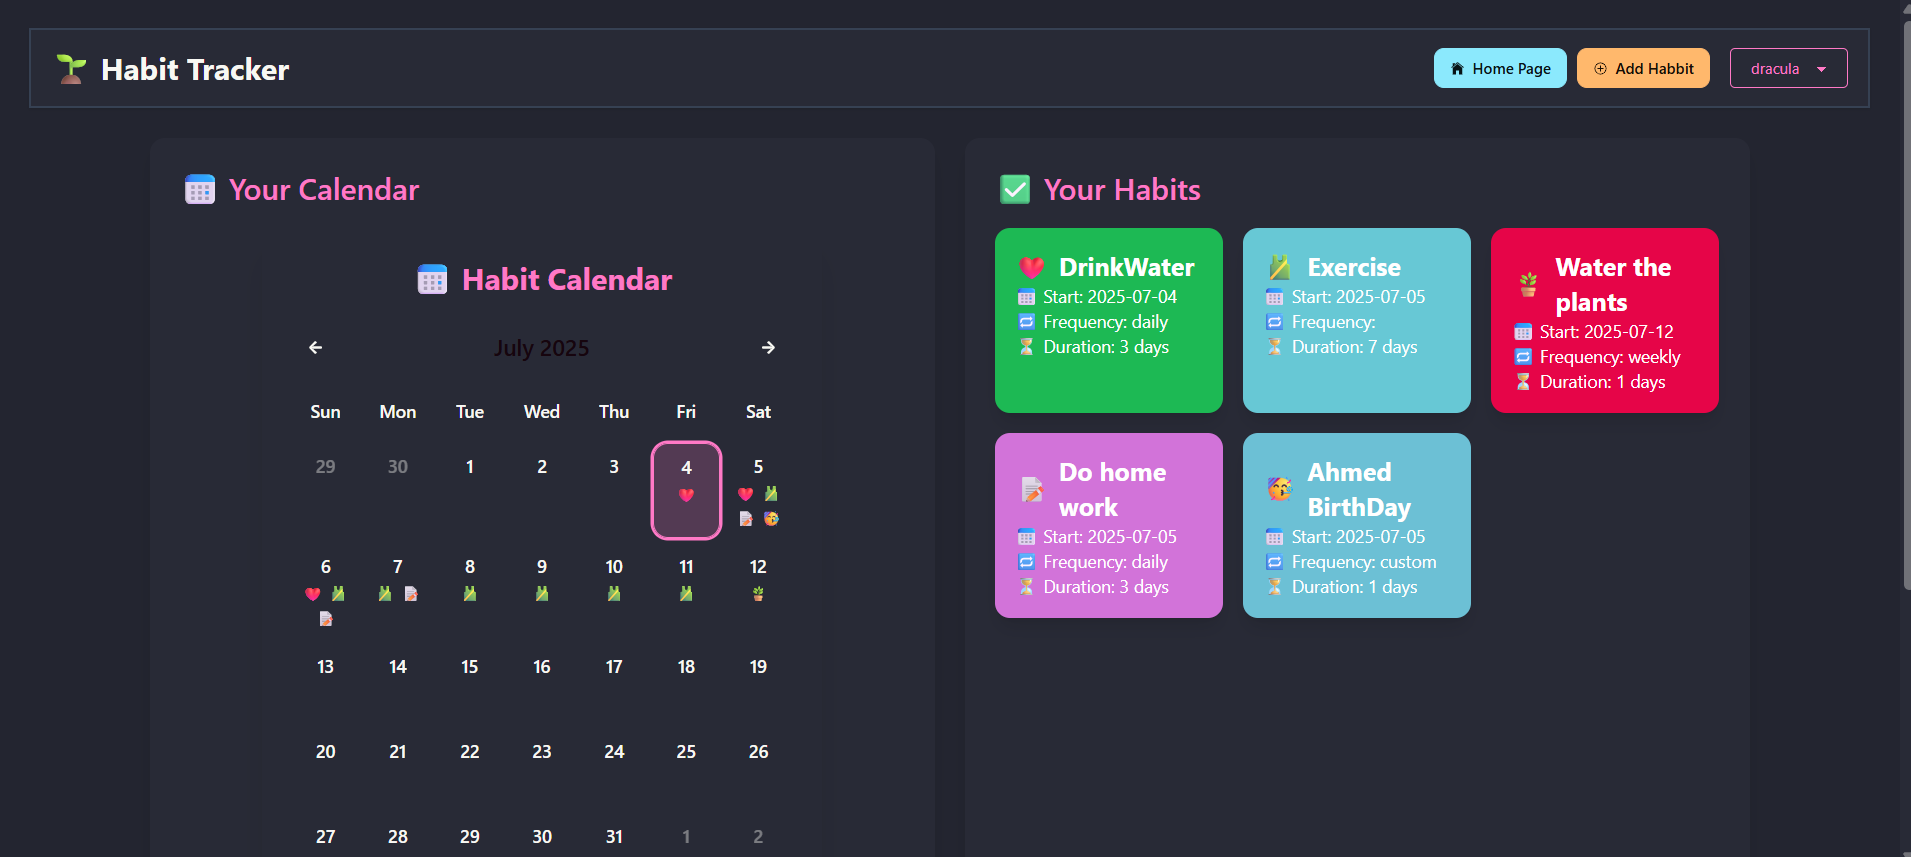 Habit Tracker
Home Page
Add Habbit
dracula
Your Calendar
Habit Calendar
July 2025
Sun Mon Tue Wed Thu Fri Sat
29 30 1 2 3 4 5
6 7 8 9 10 11 12
13 14 15 16 17 18 19
20 21 22 23 24 25 26
27 28 29 30 31 1 2
Your Habits
DrinkWater
Start: 2025-07-04
Frequency: daily
Duration: 3 days
Exercise
Start: 2025-07-05
Frequency:
Duration: 7 days
Water the
plants
Start: 2025-07-12
Frequency: weekly
Duration: 1 days
Do home
work
Start: 2025-07-05
Frequency: daily
Duration: 3 days
Ahmed
BirthDay
Start: 2025-07-05
Frequency: custom
Duration: 1 days